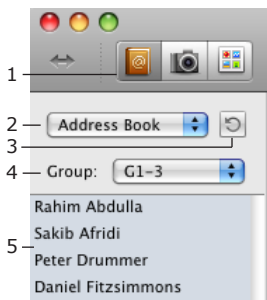 1
2 Address Book
3
4 Group: G1-3
Rahim Abdulla
Sakib Afridi
5
Peter Drummer
Daniel Fitzsimmons